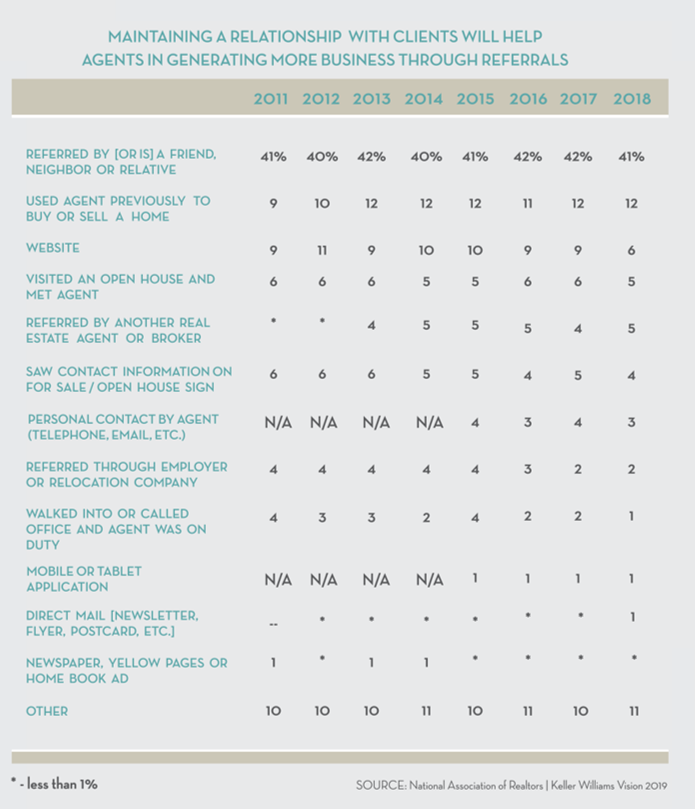 MAINTAINING A RELATIONSHIP WITH CLIENTS WILL HELP
AGENTS IN GENERATING MORE BUSINESS THROUGH REFERRALS
2011 2012 2013 2014 2015 2016 2017 2018
REFERRED BY [OR IS] A FRIEND,
NEIGHBOR OR RELATIVE
41% 40% 42% 40% 41% 42% 42% 41%
USED AGENT PREVIOUSLY TO
BUY OR SELL A HOME
9 10 12 12 12 11 12 12
WEBSITE
9 11 9 10 10 9 9 6
VISITED AN OPEN HOUSE AND
MET AGENT
6 6 6 5 5 6 6 5
REFERRED BY ANOTHER REAL
ESTATE AGENT OR BROKER
* * 4 5 5 5 4 5
SAW CONTACT INFORMATION ON
FOR SALE / OPEN HOUSE SIGN
6 6 6 5 5 4 5 4
PERSONAL CONTACT BY AGENT
(TELEPHONE, EMAIL, ETC.)
N/A N/A N/A N/A 4 3 4 3
REFERRED THROUGH EMPLOYER
OR RELOCATION COMPANY
4 4 4 4 4 3 2 2
WALKED INTO OR CALLED
OFFICE AND AGENT WAS ON
DUTY
4 3 3 2 4 2 2 1
MOBILE OR TABLET
APPLICATION
N/A N/A N/A N/A 1 1 1 1
DIRECT MAIL [NEWSLETTER,
FLYER, POSTCARD, ETC.]
-- * * * * * * 1
NEWSPAPER, YELLOW PAGES OR
HOME BOOK AD
1 * 1 1 * * * *
OTHER
10 10 10 11 10 11 10 11
* - less than 1%
SOURCE: National Association of Realtors | Keller Williams Vision 2019